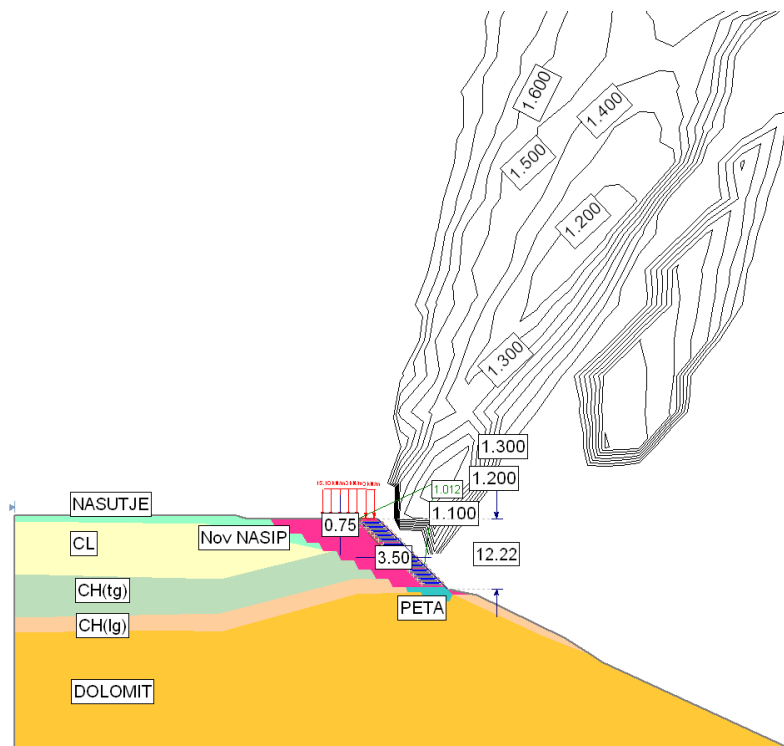 1.600
1.400
1.500
1.200
1.300
1.300
1.200
1.012
1.100
NASUTJE
0.75
Nov NASIP
CL
3.50
12.22
CH(tg)
PETA
CH(lg)
DOLOMIT